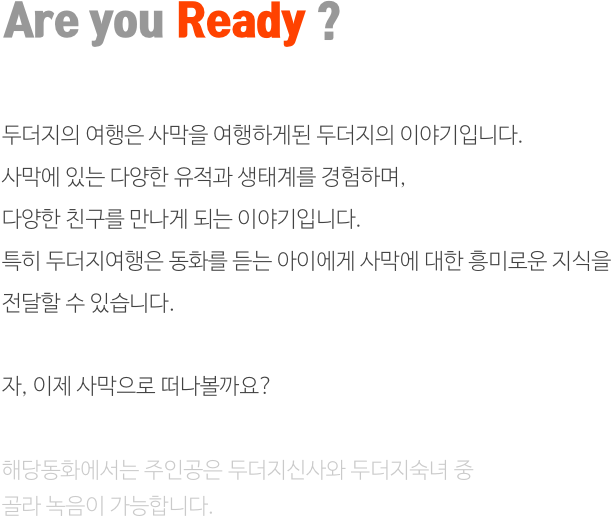 Are you Ready ?
두더지의 여행은 사막을 여행하게된 두더지의 이야기입니다.
사막에 있는 다양한 유적과 생태계를 경험하며,
다양한 친구를 만나게 되는 이야기입니다.
특히 두더지여행은 동화를 듣는 아이에게 사막에 대한 흥미로운 지식을
전달할 수 있습니다.
자, 이제 사막으로 떠나볼까요?
해당동화에서는 주인공은 두더지신사와 두더지숙녀 중
골라 녹음이 가능합니다.